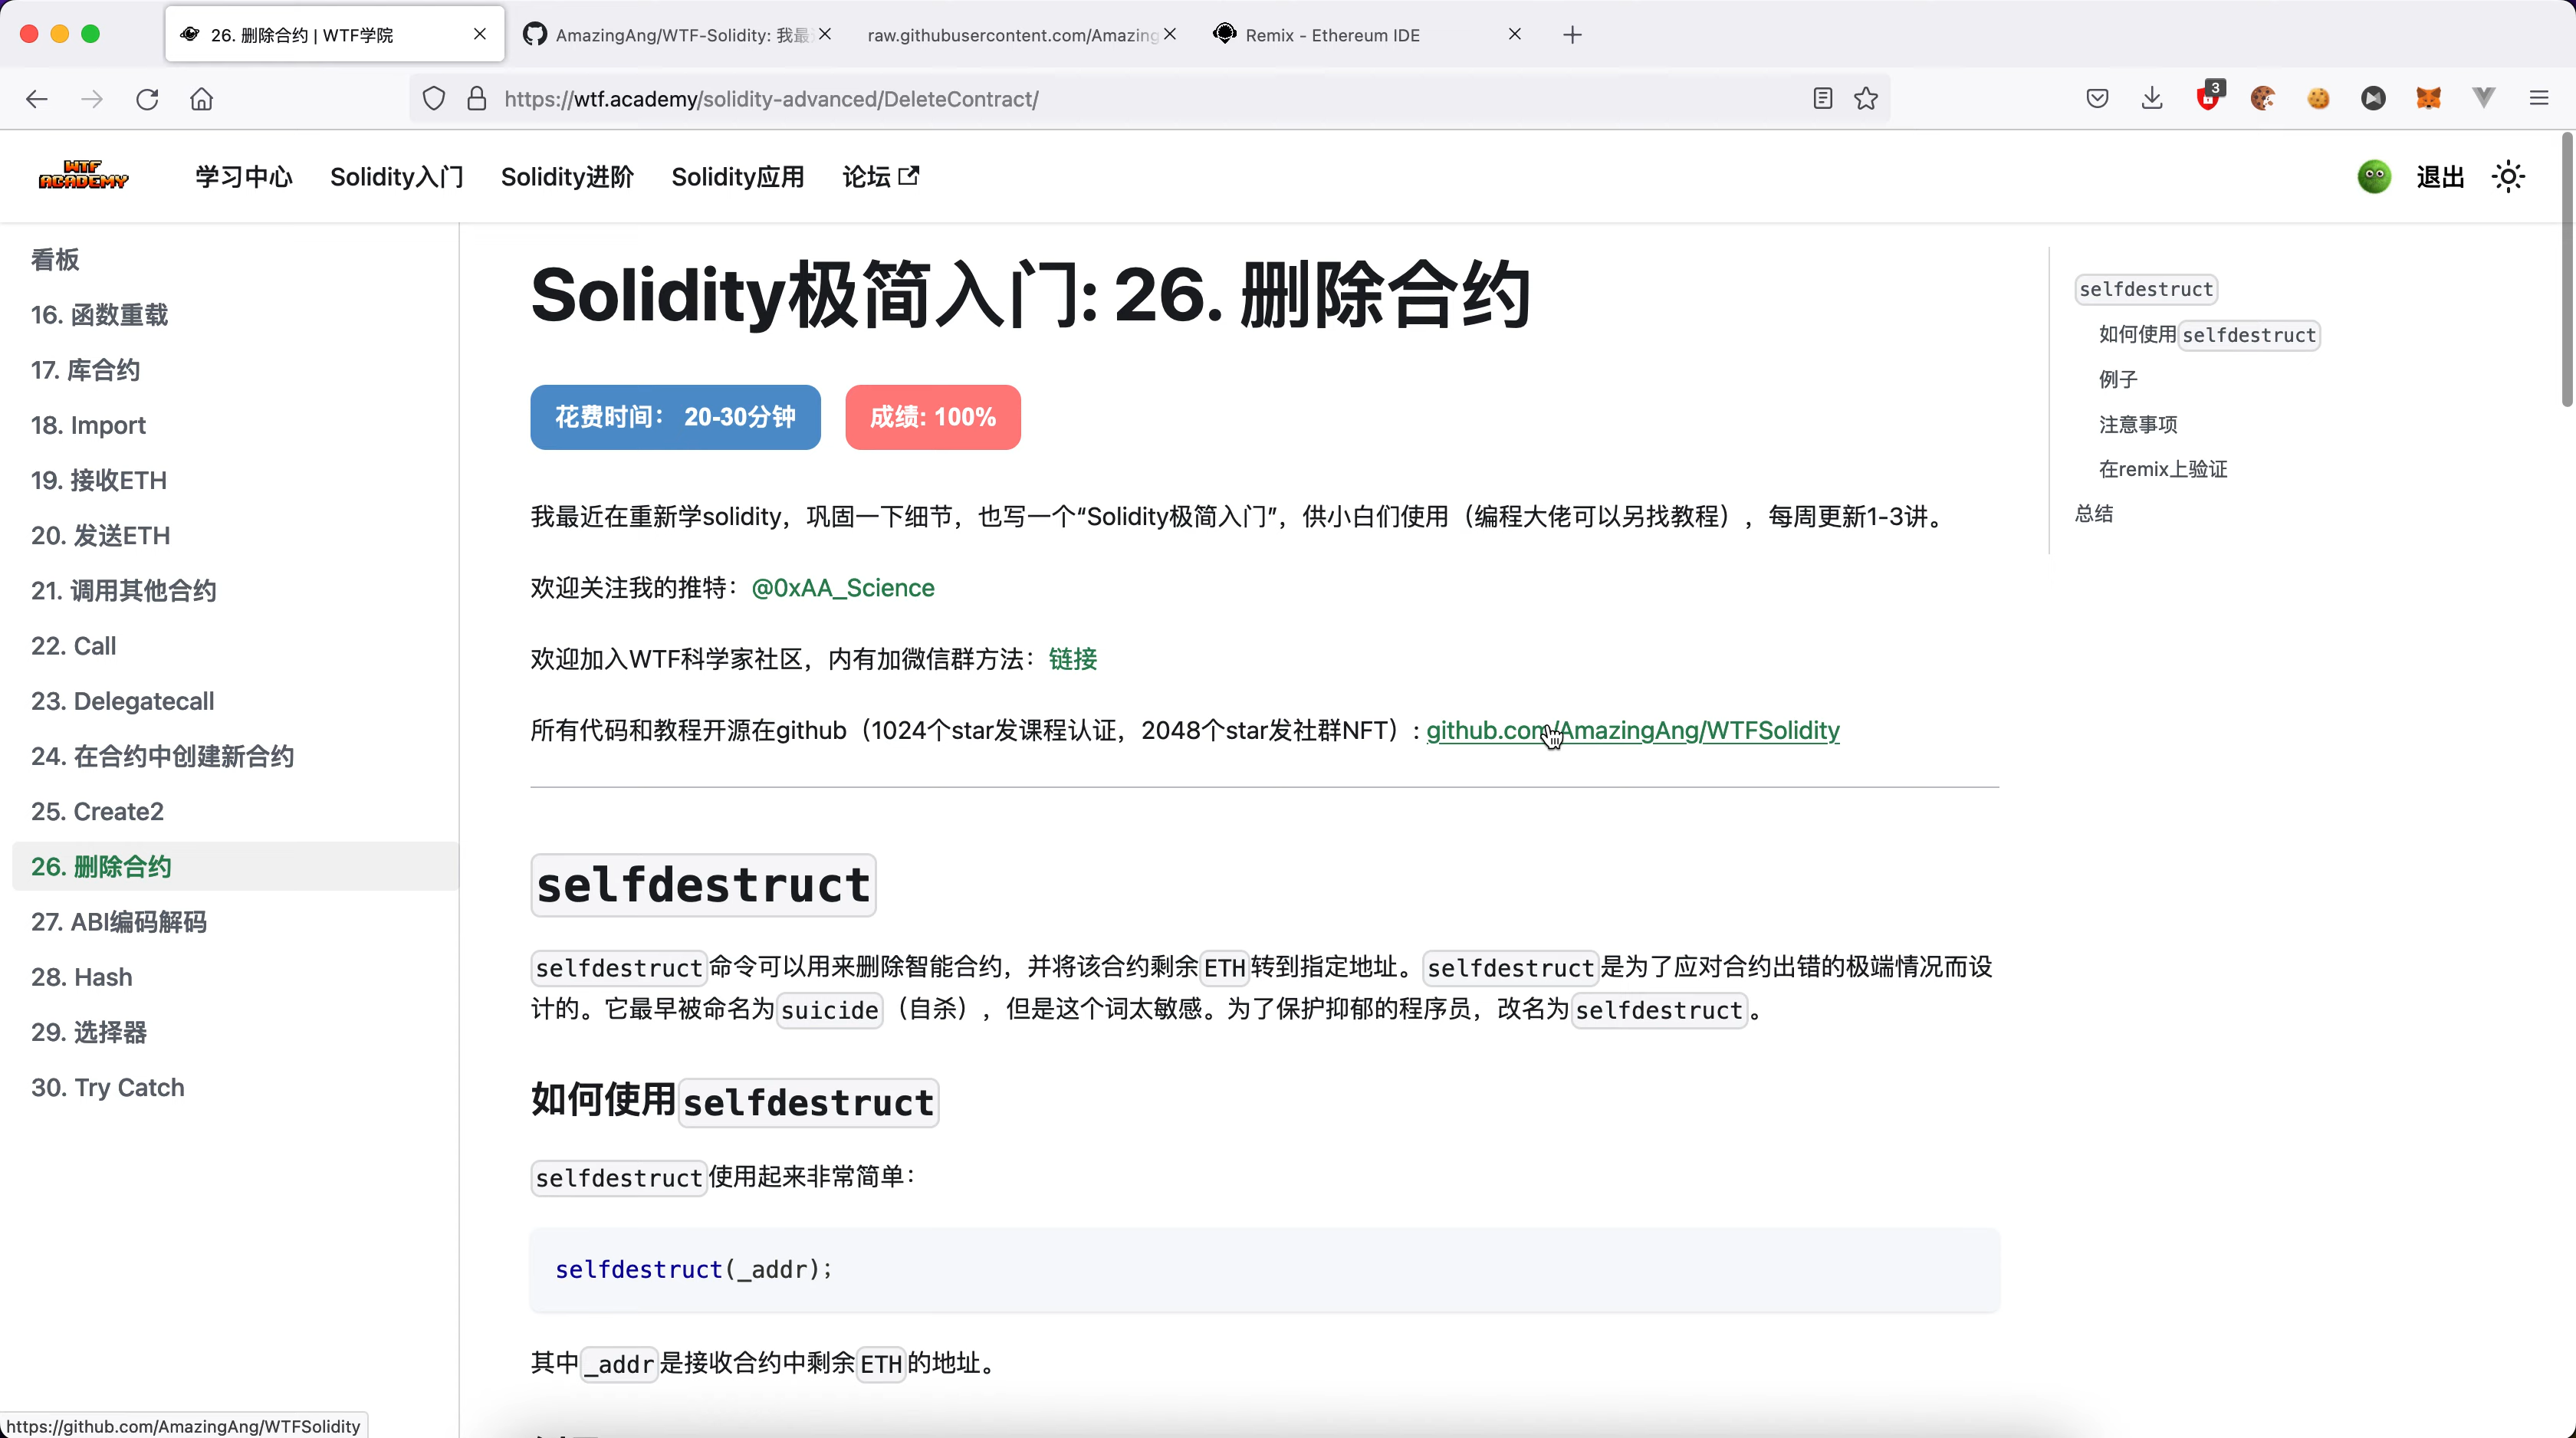 26. 删除合约 | WTF学院
AmazingAng/WTF-Solidity: 我最
raw.githubusercontent.com/Amazing
Remix - Ethereum IDE
https://wtf.academy/solidity-advanced/DeleteContract/
3
WTF ACADEMY
学习中心
Solidity入门
Solidity进阶
Solidity应用
论坛
退出
看板
16. 函数重载
17. 库合约
18. Import
19. 接收ETH
20. 发送ETH
21. 调用其他合约
22. Call
23. Delegatecall
24. 在合约中创建新合约
25. Create2
26. 删除合约
27. ABI编码解码
28. Hash
29. 选择器
30. Try Catch
Solidity极简入门: 26. 删除合约
花费时间： 20-30分钟
成绩: 100%
我最近在重新学solidity，巩固一下细节，也写一个“Solidity极简入门”，供小白们使用（编程大佬可以另找教程），每周更新1-3讲。
欢迎关注我的推特：@0xAA_Science
欢迎加入WTF科学家社区，内有加微信群方法：链接
所有代码和教程开源在github（1024个star发课程认证，2048个star发社群NFT）: github.com/AmazingAng/WTFSolidity
selfdestruct
selfdestruct命令可以用来删除智能合约，并将该合约剩余ETH转到指定地址。selfdestruct是为了应对合约出错的极端情况而设
计的。它最早被命名为suicide（自杀），但是这个词太敏感。为了保护抑郁的程序员，改名为selfdestruct。
如何使用selfdestruct
selfdestruct使用起来非常简单：
selfdestruct(_addr);
其中_addr是接收合约中剩余ETH的地址。
selfdestruct
如何使用selfdestruct
例子
注意事项
在remix上验证
总结
https://github.com/AmazingAng/WTFSolidity